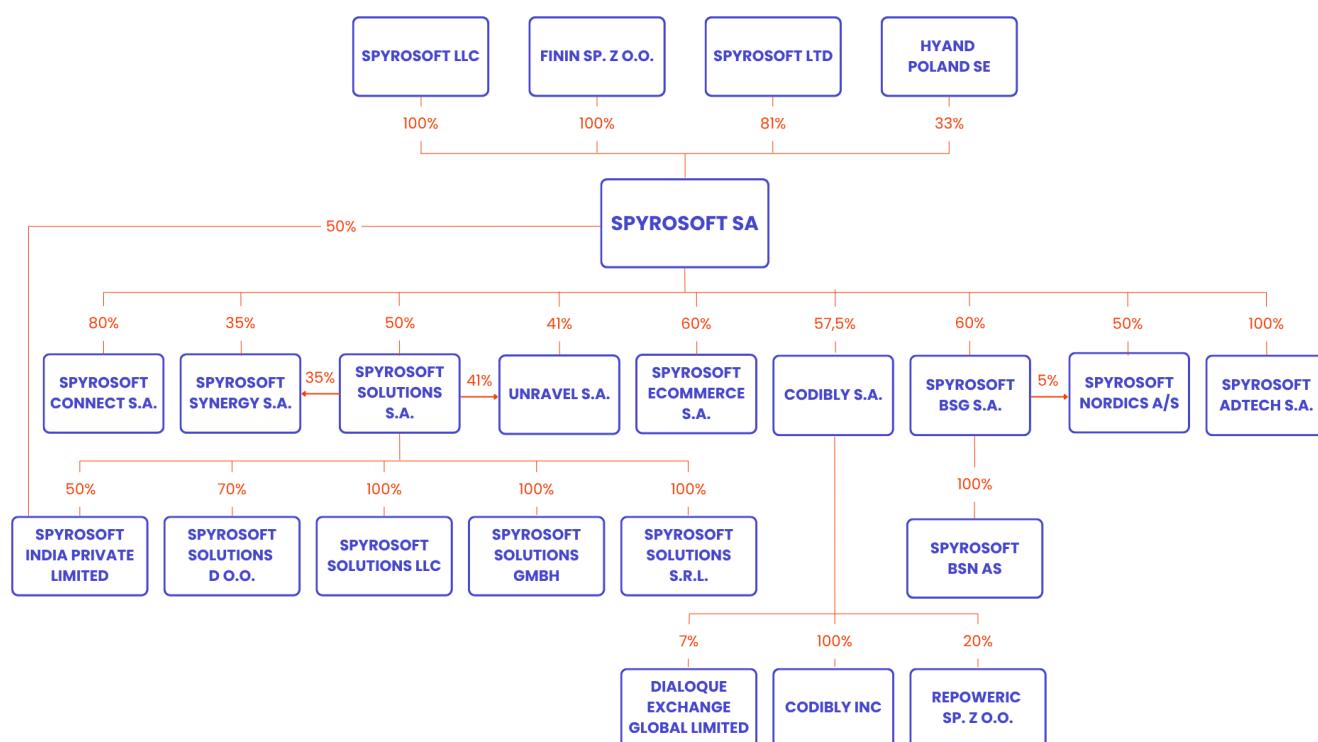 SPYROSOFT LLC
FININ SP. Z O.O.
SPYROSOFT LTD
HYAND
POLAND SE
100%
100%
81%
33%
SPYROSOFT SA
50%
80%
35%
50%
41%
60%
57,5%
60%
50%
100%
SPYROSOFT
CONNECT S.A.
SPYROSOFT
SYNERGY S.A.
35%
SPYROSOFT
SOLUTIONS
S.A.
41%
UNRAVEL S.A.
SPYROSOFT
ECOMMERCE
S.A.
CODIBLY S.A.
SPYROSOFT
BSG S.A.
5%
SPYROSOFT
NORDICS A/S
SPYROSOFT
ADTECH S.A.
50%
70%
100%
100%
100%
100%
SPYROSOFT
INDIA PRIVATE
LIMITED
SPYROSOFT
SOLUTIONS
D O.O.
SPYROSOFT
SOLUTIONS LLC
SPYROSOFT
SOLUTIONS
GMBH
SPYROSOFT
SOLUTIONS
S.R.L.
SPYROSOFT
BSN AS
7%
100%
20%
DIALOQUE
EXCHANGE
GLOBAL LIMITED
CODIBLY INC
REPOWERIC
SP. Z O.O.